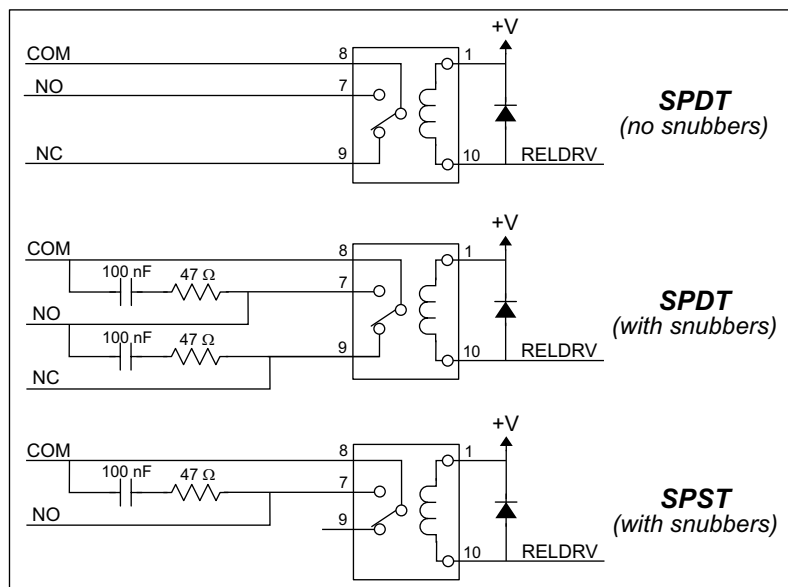 +V
COM 8 1
NO 7
SPDT
(no snubbers)
NC 9 10 RELDRV
+V
COM 8 1
100 nF 47 Ω 7
NO
SPDT
(with snubbers)
100 nF 47 Ω 9 10 RELDRV
NC
+V
COM 8 1
100 nF 47 Ω 7
SPST
(with snubbers)
NO 9
10 RELDRV